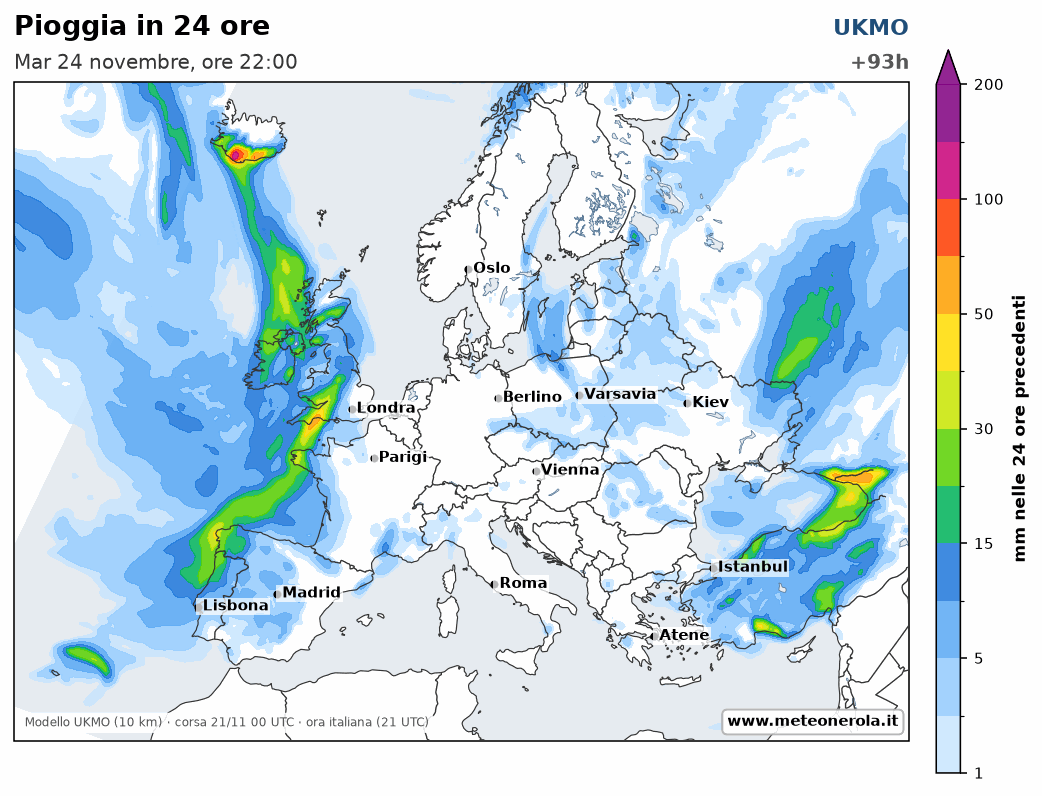 Pioggia in 24 ore
UKMO
Mar 24 novembre, ore 22:00
+93h
200
100
50
30
15
5
1
mm nelle 24 ore precedenti
Oslo
Berlino
Varsavia
Kiev
Londra
Parigi
Vienna
Istanbul
Roma
Madrid
Lisbona
Atene
Modello UKMO (10 km) · corsa 21/11 00 UTC · ora italiana (21 UTC)
www.meteonerola.it